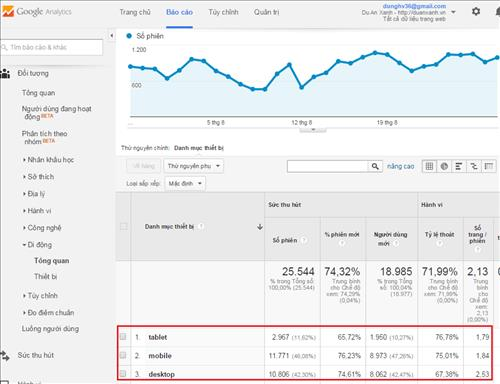 Google Analytics
Trang chủ
Báo cáo
Tùy chỉnh
Quản trị
dunghv36@gmail.com
Du An Xanh - http://duanxanh.vn
Tất cả dữ liệu trang web
Tìm báo cáo & khác
Đối tượng
Tổng quan
Người dùng đang hoạt
động BETA
Phân tích theo
nhóm BETA
Nhân khẩu học
Sở thích
Địa lý
Hành vi
Công nghệ
Di động
Tổng quan
Thiết bị
Tùy chỉnh
Đo điểm chuẩn
Luồng người dùng
Sức thu hút
Hành vi
Số phiên
1.200
600
...
5 thg 8
12 thg 8
19 thg 8
Thứ nguyên chính: Danh mục thiết bị
Vẽ hàng
Thứ nguyên phụ
nâng cao
Loại sắp xếp:
Mặc định
Danh mục thiết bị
Sức thu hút
Hành vi
Số phiên
% phiên mới
Người dùng mới
Tỷ lệ thoát
Số trang / phiên
25.544
% trong Tổng số: 100,00% (25.544)
74,32%
Trung bình cho Chế độ xem: 74,29% (0,04%)
18.985
% trong Tổng số: 100,04% (18.977)
71,99%
Trung bình cho Chế độ xem: 71,99% (0,00%)
2,13
Trung bình cho Chế độ xem: 2,13 (0,00%)
1. tablet 2.967 (11,62%) 65,72% 1.950 (10,27%) 76,78% 1,79
2. mobile 11.771 (46,08%) 76,23% 8.973 (47,26%) 75,01% 1,84
3. desktop 10.806 (42,30%) 74,61% 8.062 (42,47%) 67,38% 2,53